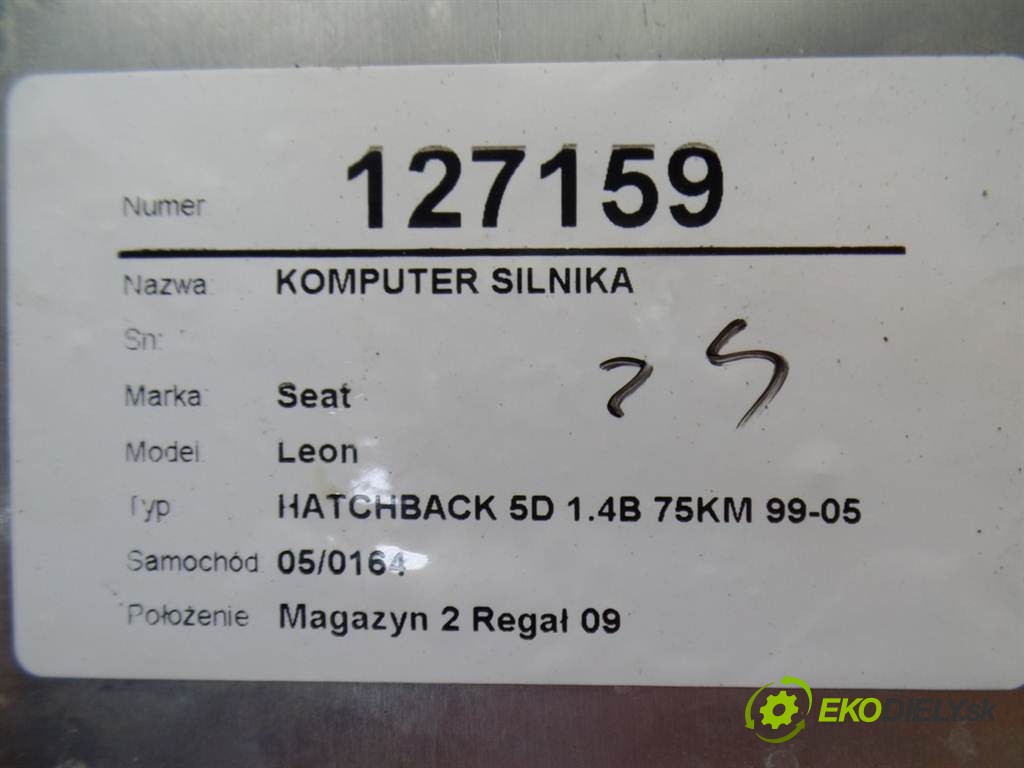 Numer 127159
Nazwa: KOMPUTER SILNIKA
Sn:
Marka: Seat
Model: Leon
Typ HATCHBACK 5D 1.4B 75KM 99-05
Samochód: 05/0164
Położenie Magazyn 2 Regał 09
EKODIELY.sk